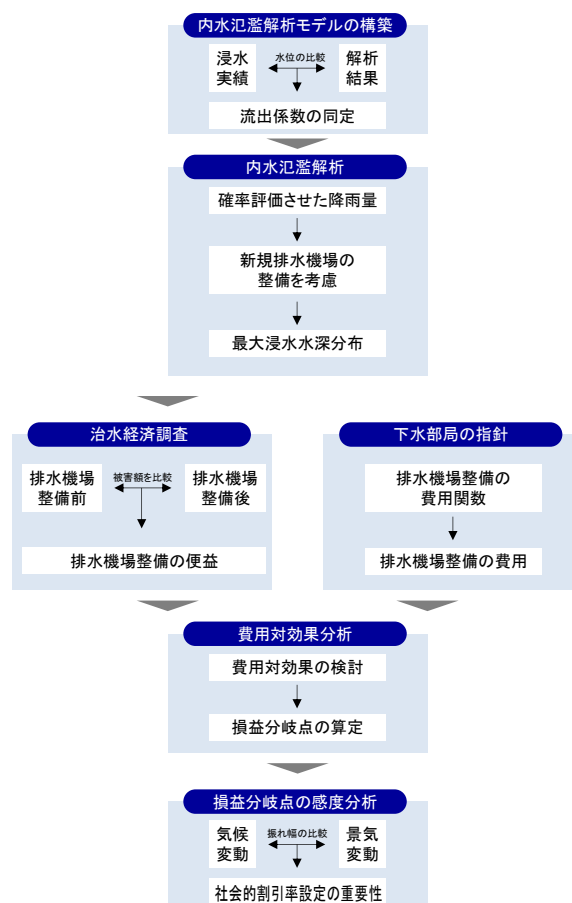 内水氾濫解析モデルの構築
浸水
実績
水位の比較
解析
結果
流出係数の同定
内水氾濫解析
確率評価させた降雨量
新規排水機場の
整備を考慮
最大浸水水深分布
治水経済調査
排水機場
整備前
被害額を比較
排水機場
整備後
排水機場整備の便益
下水部局の指針
排水機場整備の
費用関数
排水機場整備の費用
費用対効果分析
費用対効果の検討
損益分岐点の算定
損益分岐点の感度分析
気候
変動
振れ幅の比較
景気
変動
社会的割引率設定の重要性